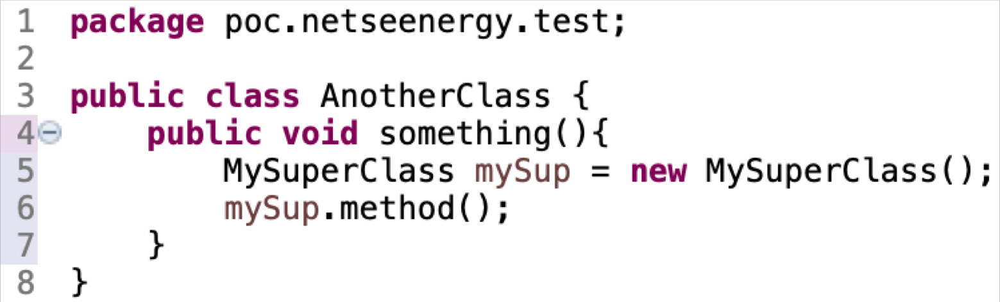 1 package poc.netseenergy.test;
2
3 public class AnotherClass {
4     public void something(){
5         MySuperClass mySup = new MySuperClass();
6         mySup.method();
7     }
8 }